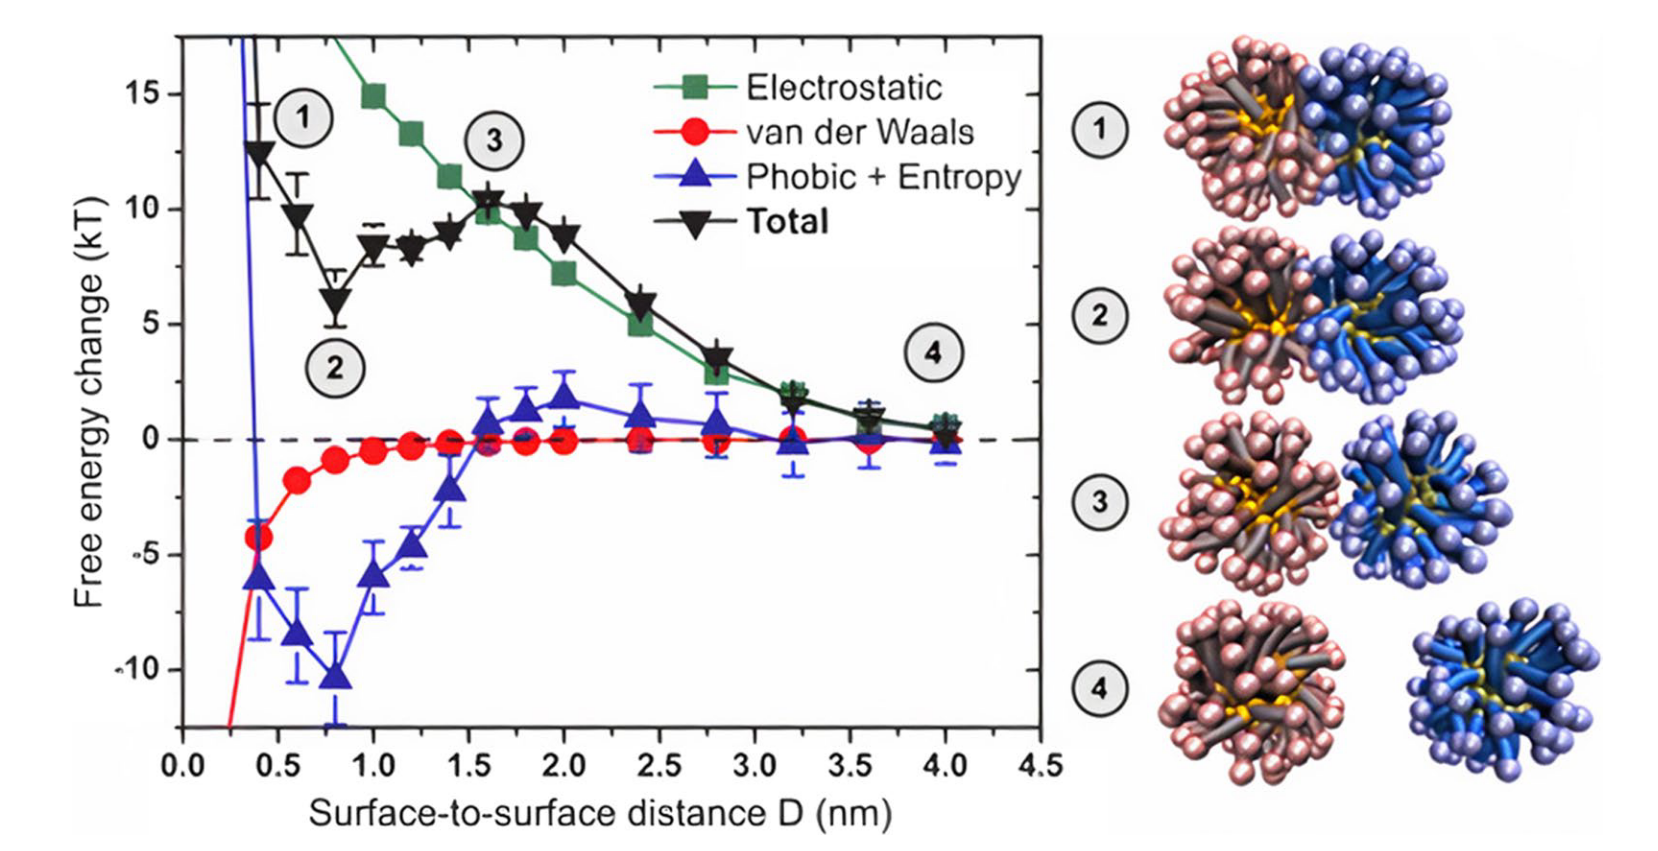 Free energy change (kT)
15
10
5
0
-5
-10
1
2
3
4
Electrostatic
van der Waals
Phobic + Entropy
Total
0.0 0.5 1.0 1.5 2.0 2.5 3.0 3.5 4.0 4.5
Surface-to-surface distance D (nm)
1
2
3
4